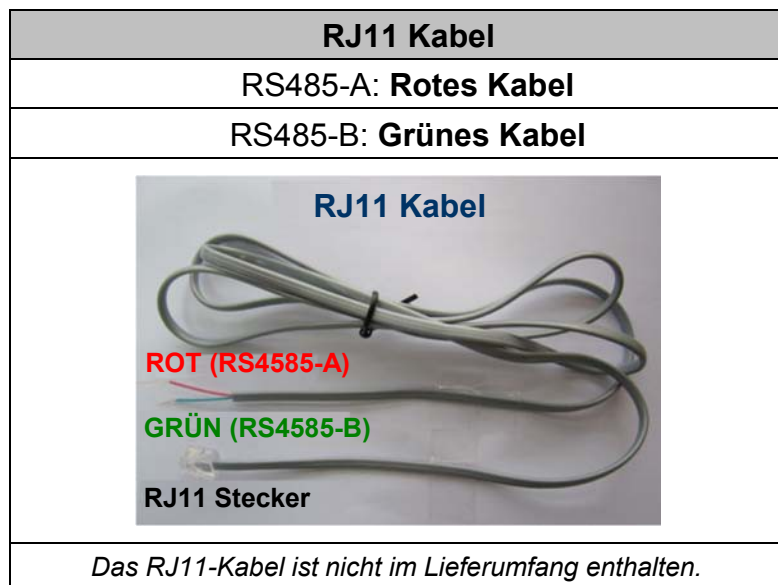 RJ11 Kabel
RS485-A: Rotes Kabel
RS485-B: Grünes Kabel
RJ11 Kabel
ROT (RS4585-A)
GRÜN (RS4585-B)
RJ11 Stecker
Das RJ11-Kabel ist nicht im Lieferumfang enthalten.